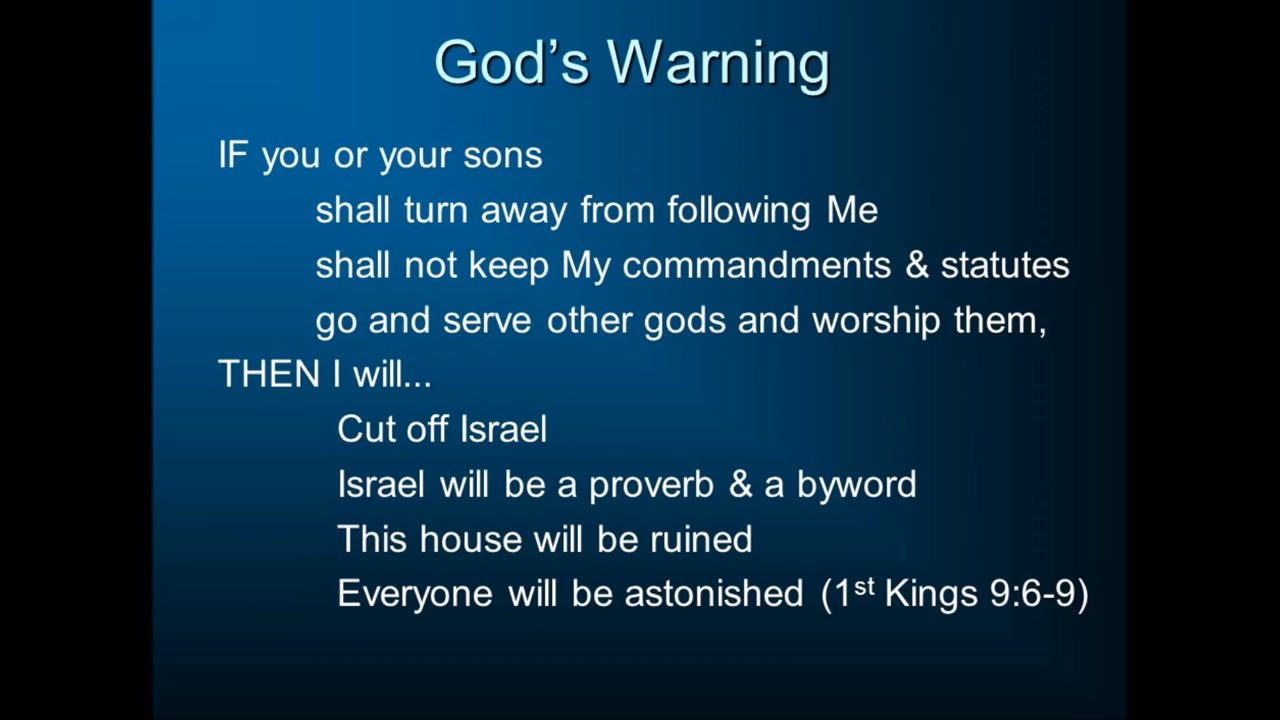 God’s Warning
IF you or your sons
shall turn away from following Me
shall not keep My commandments & statutes
go and serve other gods and worship them,
THEN I will...
Cut off Israel
Israel will be a proverb & a byword
This house will be ruined
Everyone will be astonished (1st Kings 9:6-9)